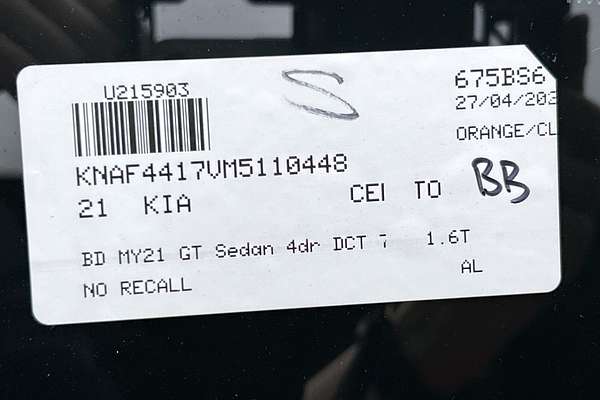 U215903
S
675BS6
27/04/203
ORANGE/CL
KNAF4417VM5110448
21 KIA CEI TO BB
BD MY21 GT Sedan 4dr DCT 7 1.6T
NO RECALL AL